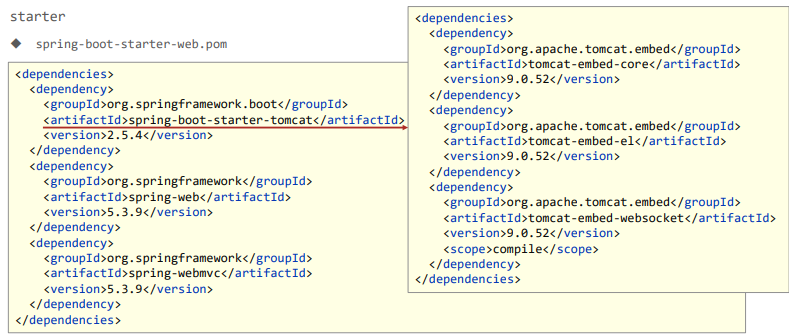 starter
◆ spring-boot-starter-web.pom
<dependencies>
  <dependency>
    <groupId>org.springframework.boot</groupId>
    <artifactId>spring-boot-starter-tomcat</artifactId>
    <version>2.5.4</version>
  </dependency>
  <dependency>
    <groupId>org.springframework</groupId>
    <artifactId>spring-web</artifactId>
    <version>5.3.9</version>
  </dependency>
  <dependency>
    <groupId>org.springframework</groupId>
    <artifactId>spring-webmvc</artifactId>
    <version>5.3.9</version>
  </dependency>
</dependencies>
<dependencies>
  <dependency>
    <groupId>org.apache.tomcat.embed</groupId>
    <artifactId>tomcat-embed-core</artifactId>
    <version>9.0.52</version>
  </dependency>
  <dependency>
    <groupId>org.apache.tomcat.embed</groupId>
    <artifactId>tomcat-embed-el</artifactId>
    <version>9.0.52</version>
  </dependency>
  <dependency>
    <groupId>org.apache.tomcat.embed</groupId>
    <artifactId>tomcat-embed-websocket</artifactId>
    <version>9.0.52</version>
    <scope>compile</scope>
  </dependency>
</dependencies>